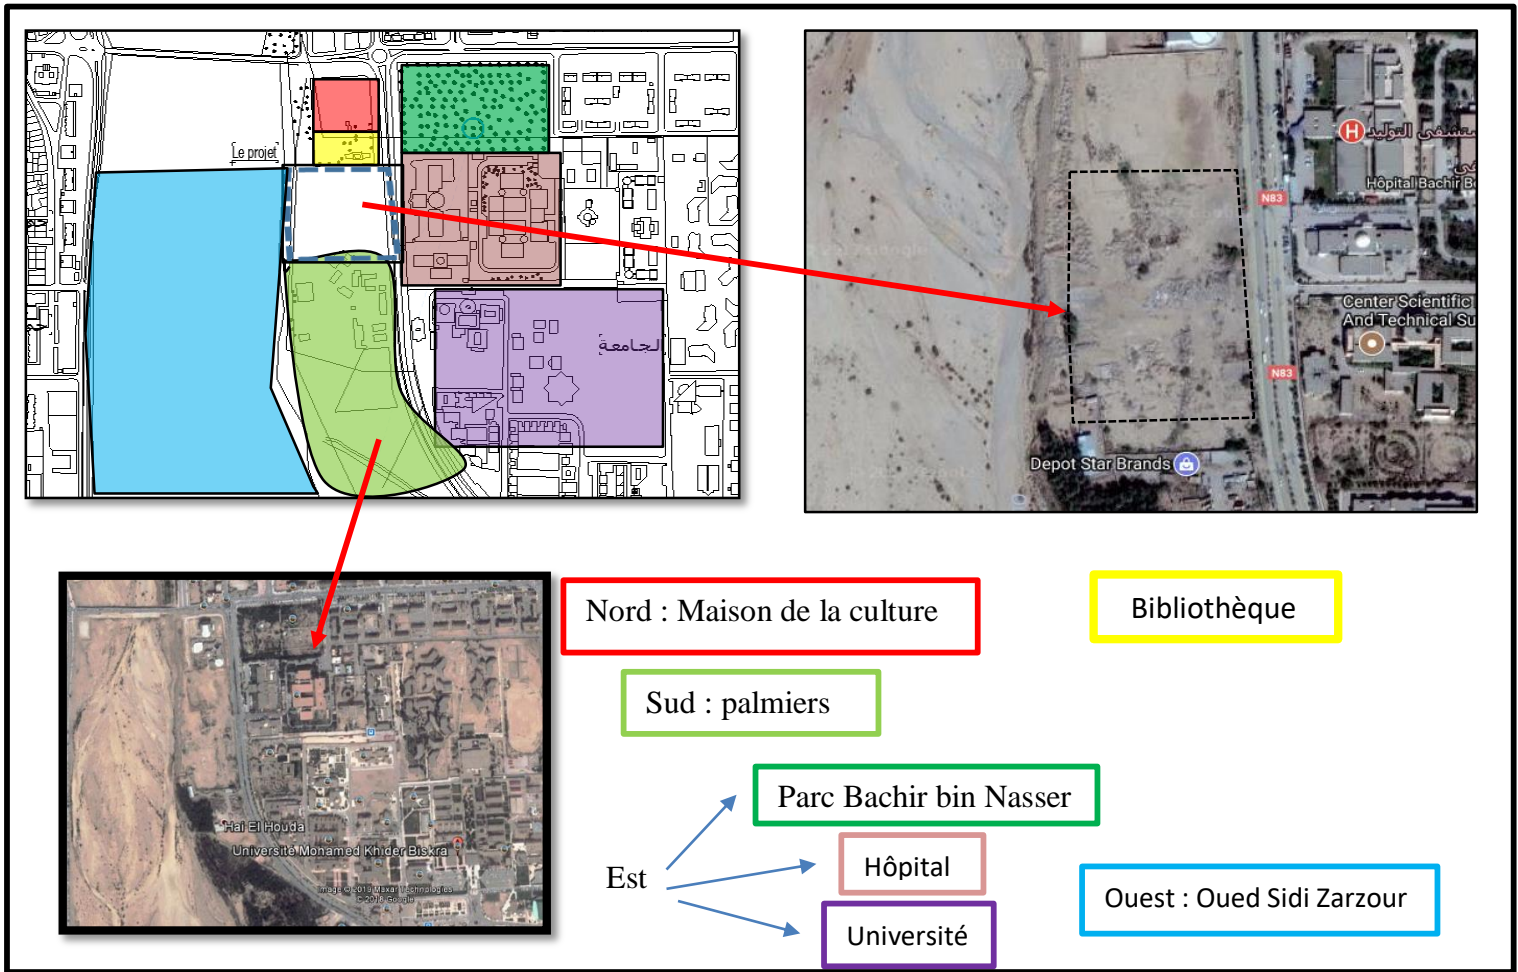 Le projet
الجامعة
مستشفى التوليد
Hôpital Bachir B
N83
Center Scientific
And Technical Su
N83
Depot Star Brands
Nord : Maison de la culture
Bibliothèque
Sud : palmiers
Parc Bachir bin Nasser
Hôpital
Est
Université
Ouest : Oued Sidi Zarzour
Hai El Houda
Université Mohamed Khider Biskra
Image © 2019 Maxar Technologies
© 2018 Google